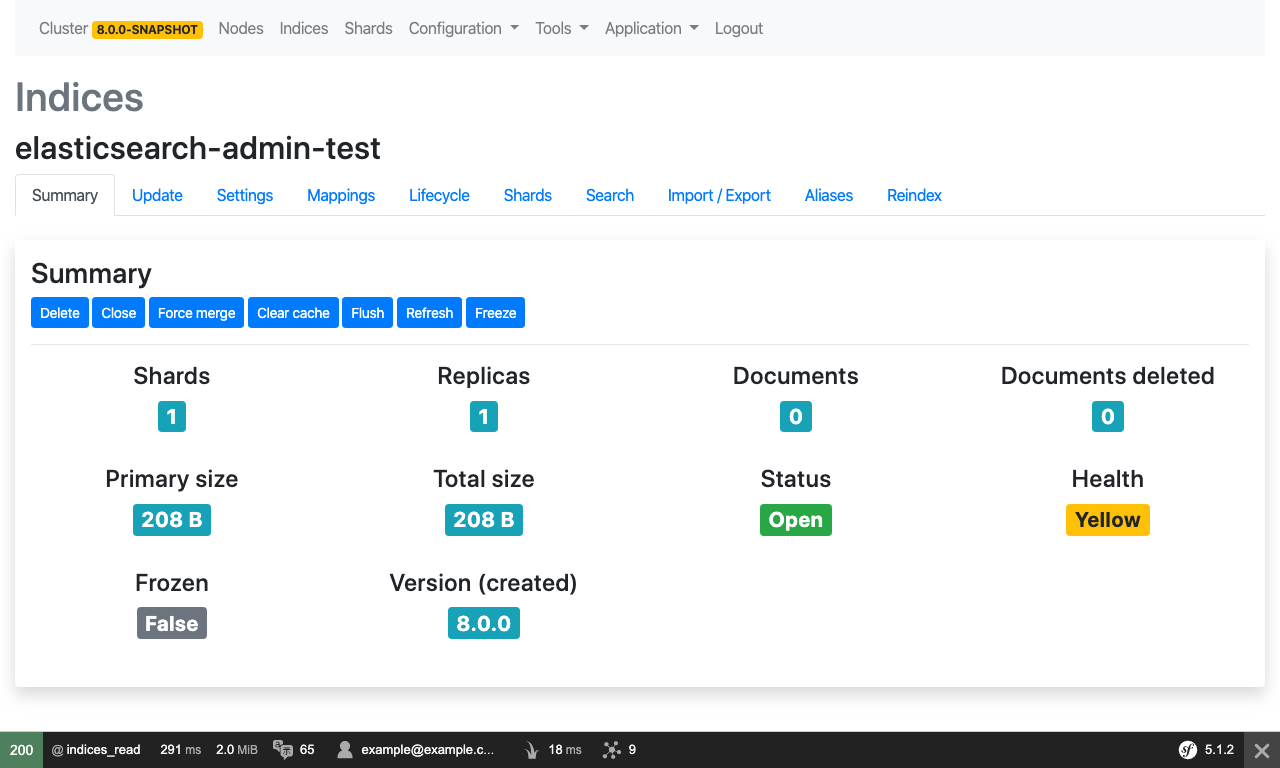 Cluster 8.0.0-SNAPSHOT Nodes Indices Shards Configuration Tools Application Logout
Indices
elasticsearch-admin-test
Summary Update Settings Mappings Lifecycle Shards Search Import / Export Aliases Reindex
Summary
Delete Close Force merge Clear cache Flush Refresh Freeze
Shards Replicas Documents Documents deleted
1 1 0 0
Primary size Total size Status Health
208 B 208 B Open Yellow
Frozen Version (created)
False 8.0.0
200 @ indices_read 291 ms 2.0 MiB 65 example@example.c... 18 ms 9 5.1.2